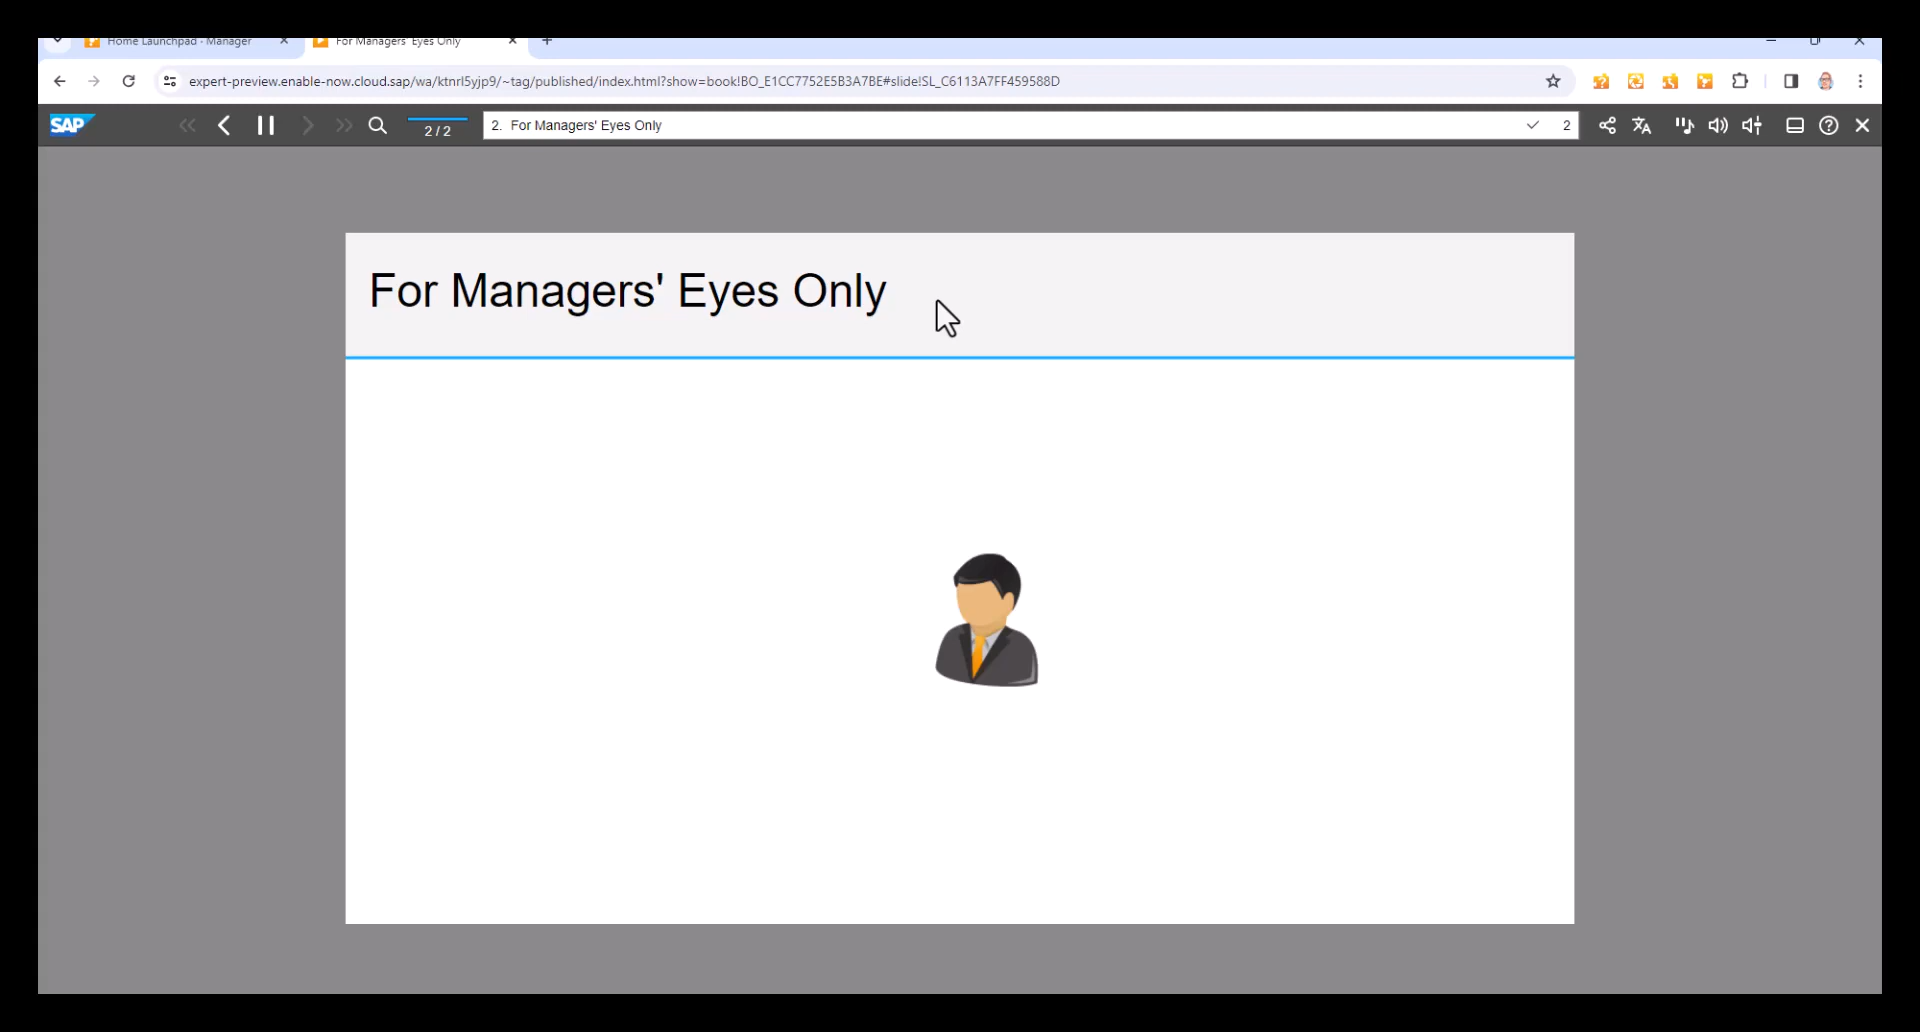 Home Launchpad - Manager
For Managers' Eyes Only
expert-preview.enable-now.cloud.sap/wa/ktnrl5yjp9/~tag/published/index.html?show=book!BO_E1CC7752E5B3A7BE#slide!SL_C6113A7FF459588D
SAP
2 / 2
2. For Managers' Eyes Only
2
For Managers' Eyes Only